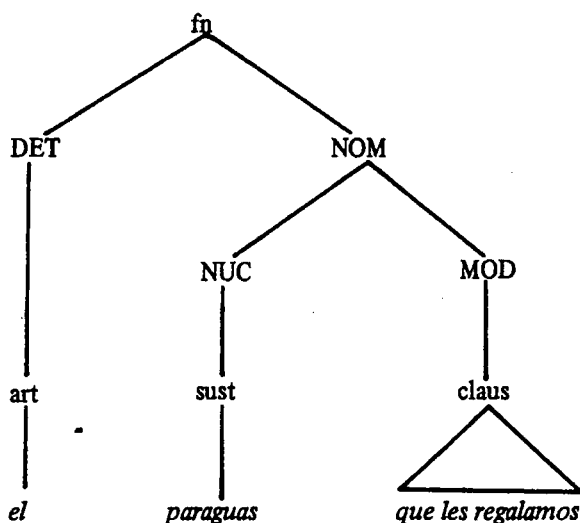 fn
DET NOM
NUC MOD
art sust claus
el paraguas que les regalamos